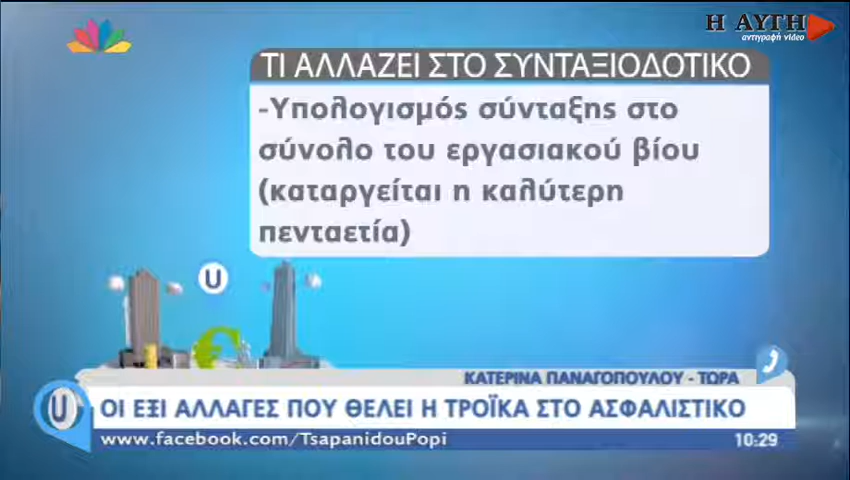 Η ΑΥΓΗ
αντιγραφή video
ΤΙ ΑΛΛΑΖΕΙ ΣΤΟ ΣΥΝΤΑΞΙΟΔΟΤΙΚΟ
-Υπολογισμός σύνταξης στο
σύνολο του εργασιακού βίου
(καταργείται η καλύτερη
πενταετία)
U
ΚΑΤΕΡΙΝΑ ΠΑΝΑΓΟΠΟΥΛΟΥ - ΤΩΡΑ
U
ΟΙ ΕΞΙ ΑΛΛΑΓΕΣ ΠΟΥ ΘΕΛΕΙ Η ΤΡΟΪΚΑ ΣΤΟ ΑΣΦΑΛΙΣΤΙΚΟ
www.facebook.com/TsapanidouPopi
10:29